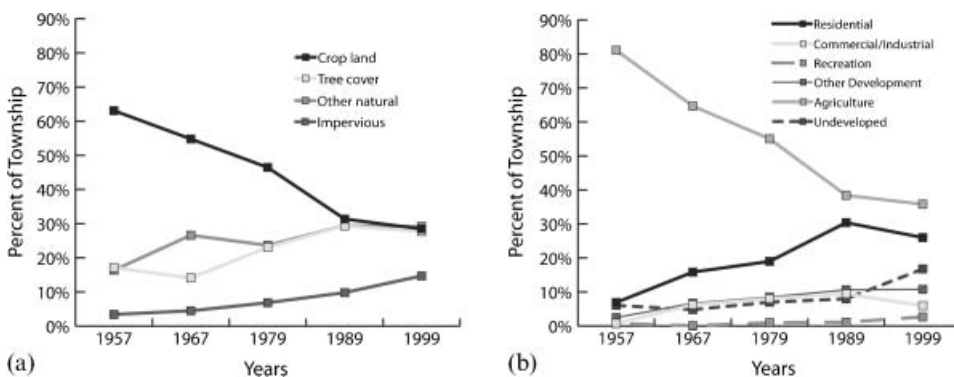 90%
80%
70%
60%
50%
40%
30%
20%
10%
0%
Percent of Township
Crop land
Tree cover
Other natural
Impervious
1957 1967 1979 1989 1999
Years
(a)
90%
80%
70%
60%
50%
40%
30%
20%
10%
0%
Percent of Township
Residential
Commercial/Industrial
Recreation
Other Development
Agriculture
Undeveloped
1957 1967 1979 1989 1999
Years
(b)